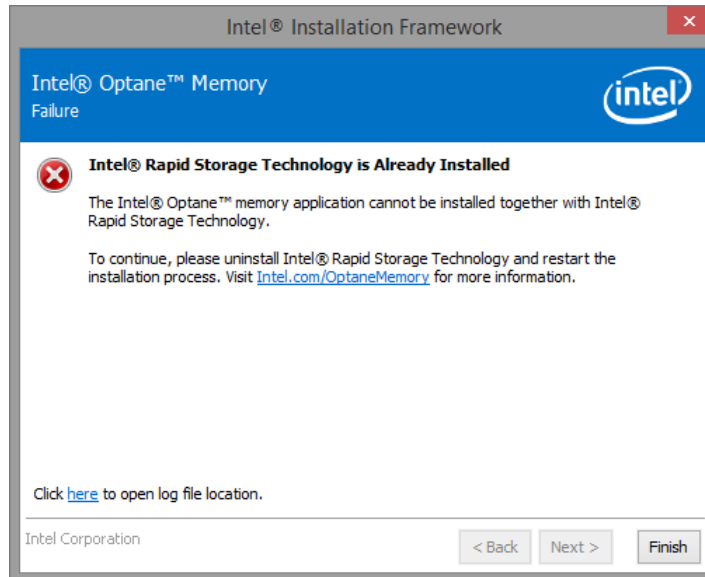 Intel® Installation Framework
x
Intel® Optane™ Memory
Failure
intel
Intel® Rapid Storage Technology is Already Installed
The Intel® Optane™ memory application cannot be installed together with Intel®
Rapid Storage Technology.
To continue, please uninstall Intel® Rapid Storage Technology and restart the
installation process. Visit Intel.com/OptaneMemory for more information.
Click here to open log file location.
Intel Corporation
< Back
Next >
Finish